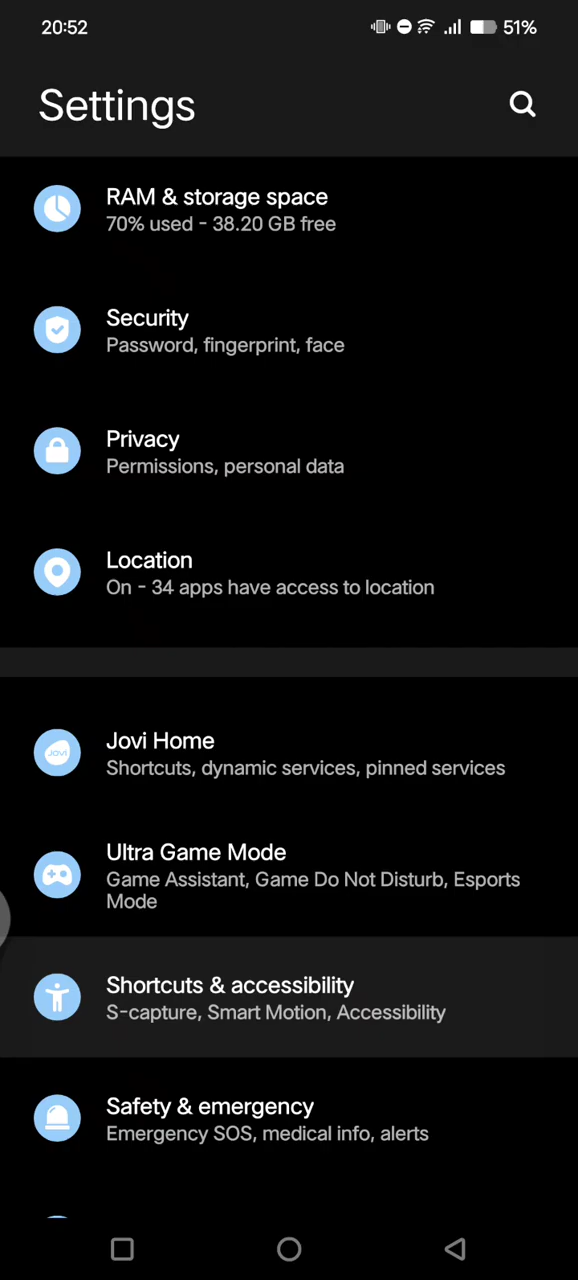 20:52
51%
Settings
RAM & storage space
70% used - 38.20 GB free
Security
Password, fingerprint, face
Privacy
Permissions, personal data
Location
On - 34 apps have access to location
Jovi
Jovi Home
Shortcuts, dynamic services, pinned services
Ultra Game Mode
Game Assistant, Game Do Not Disturb, Esports
Mode
Shortcuts & accessibility
S-capture, Smart Motion, Accessibility
Safety & emergency
Emergency SOS, medical info, alerts